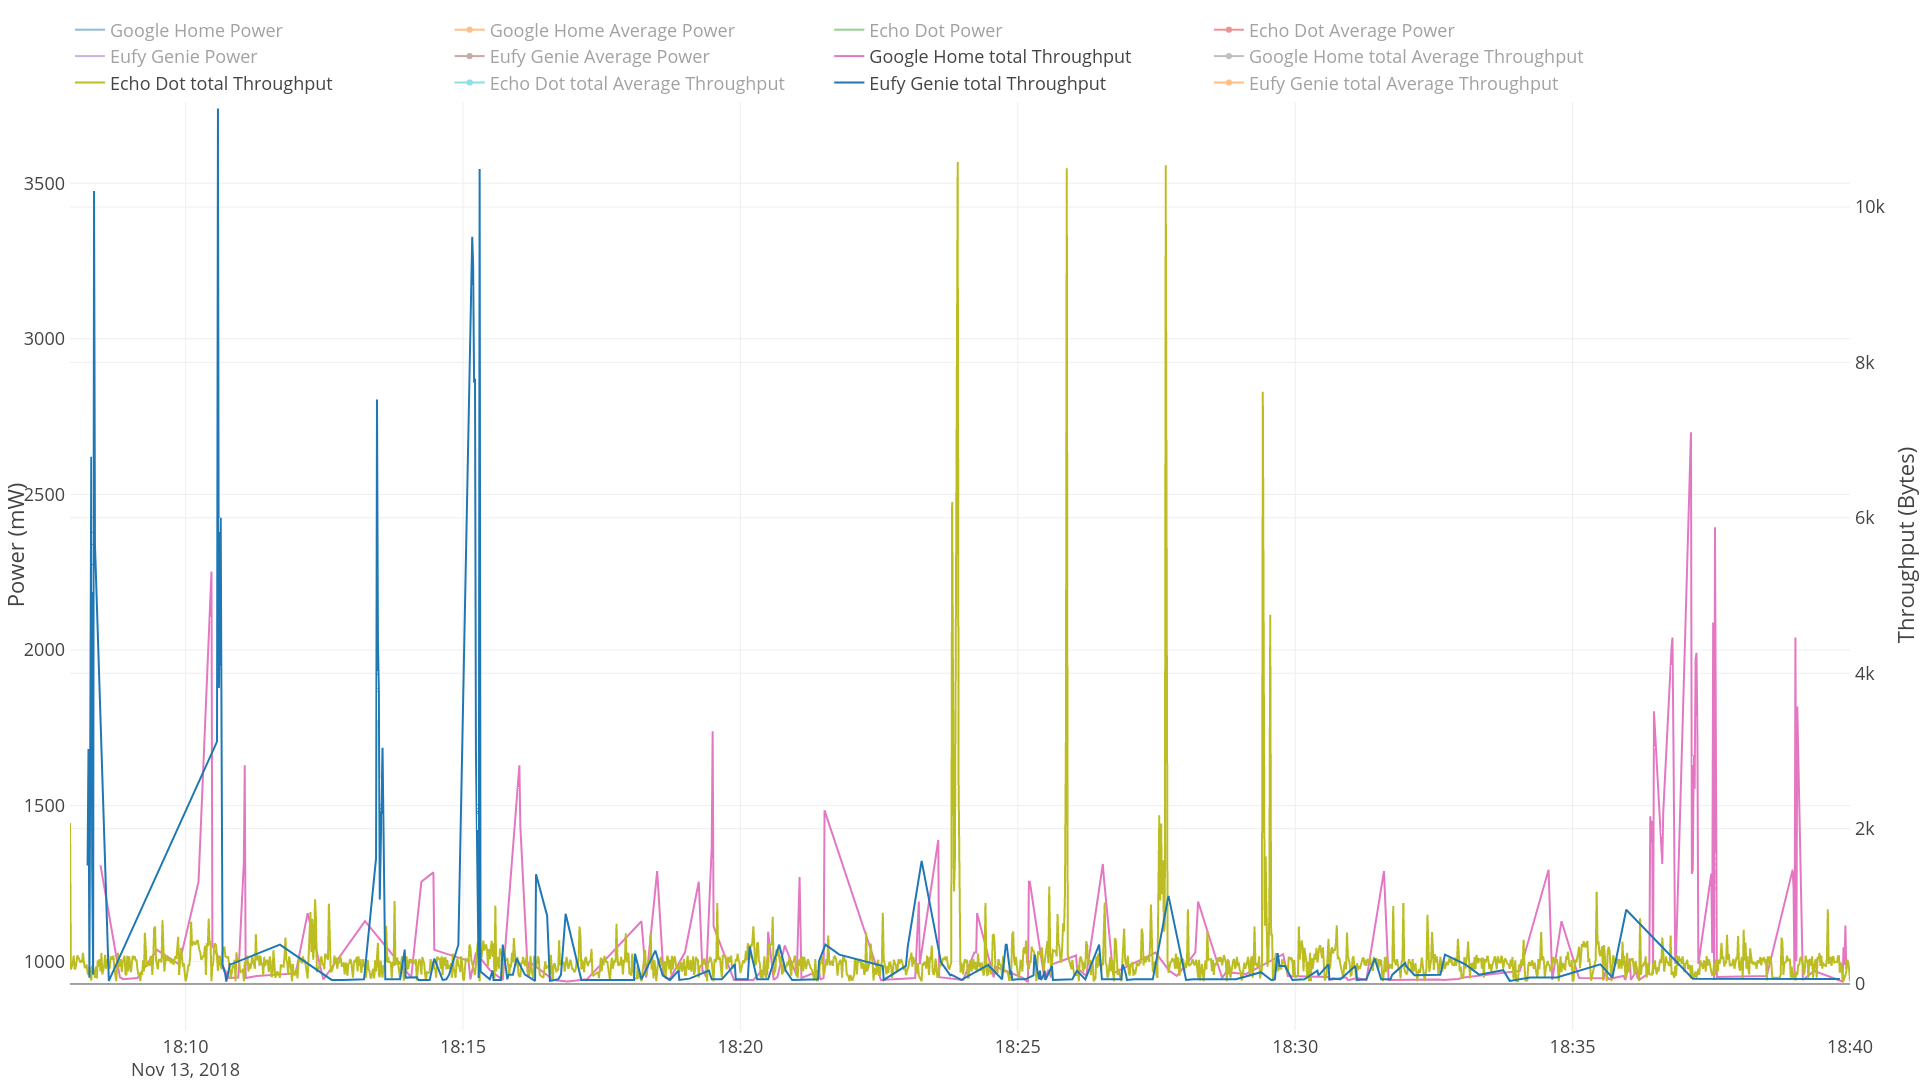 Google Home Power Google Home Average Power Echo Dot Power Echo Dot Average Power
Eufy Genie Power Eufy Genie Average Power Google Home total Throughput Google Home total Average Throughput
Echo Dot total Throughput Echo Dot total Average Throughput Eufy Genie total Throughput Eufy Genie total Average Throughput
3500
3000
2500
2000
1500
1000
Power (mW)
10k
8k
6k
4k
2k
0
Throughput (Bytes)
18:10 18:15 18:20 18:25 18:30 18:35 18:40
Nov 13, 2018